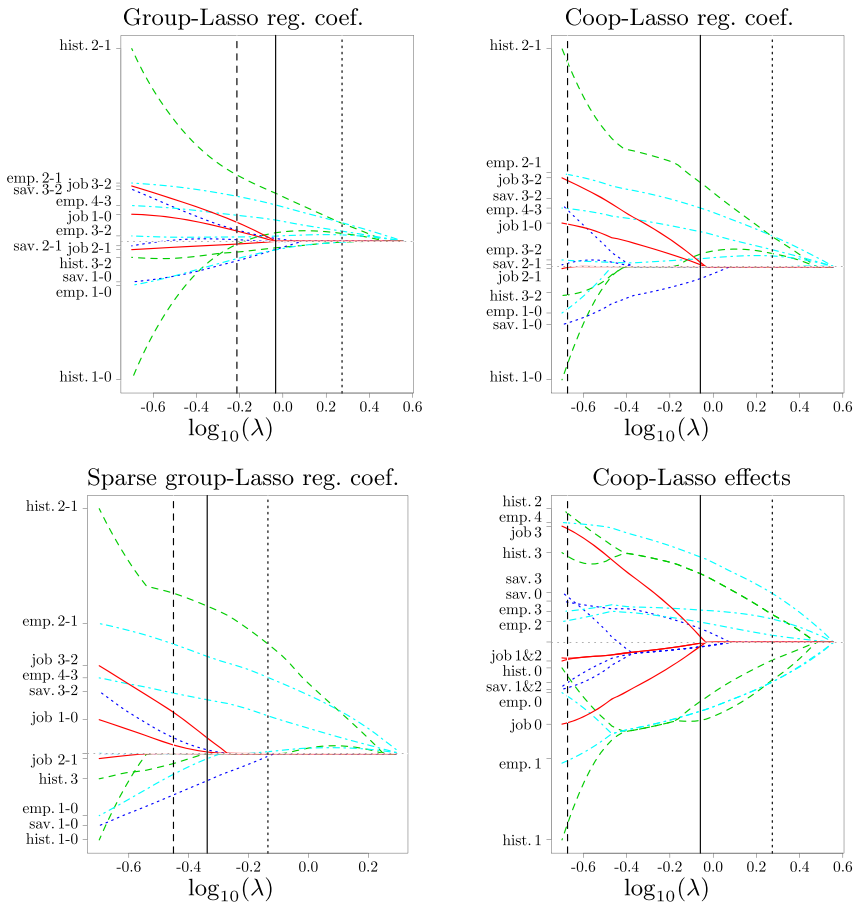 Group-Lasso reg. coef.
hist. 2-1
emp. 2-1
job 3-2
sav. 3-2
emp. 4-3
job 1-0
emp. 3-2
sav. 2-1
job 2-1
hist. 3-2
sav. 1-0
emp. 1-0
hist. 1-0
-0.6 -0.4 -0.2 0.0 0.2 0.4 0.6
log10(λ)
Coop-Lasso reg. coef.
hist. 2-1
emp. 2-1
job 3-2
sav. 3-2
emp. 4-3
job 1-0
emp. 3-2
sav. 2-1
job 2-1
hist. 3-2
emp. 1-0
sav. 1-0
hist. 1-0
-0.6 -0.4 -0.2 0.0 0.2 0.4 0.6
log10(λ)
Sparse group-Lasso reg. coef.
hist. 2-1
emp. 2-1
job 3-2
emp. 4-3
sav. 3-2
job 1-0
job 2-1
hist. 3
emp. 1-0
sav. 1-0
hist. 1-0
-0.6 -0.4 -0.2 0.0 0.2
log10(λ)
Coop-Lasso effects
hist. 2
emp. 4
job 3
hist. 3
sav. 3
sav. 0
emp. 3
emp. 2
job 1&2
hist. 0
sav. 1&2
emp. 0
job 0
emp. 1
hist. 1
-0.6 -0.4 -0.2 0.0 0.2 0.4 0.6
log10(λ)